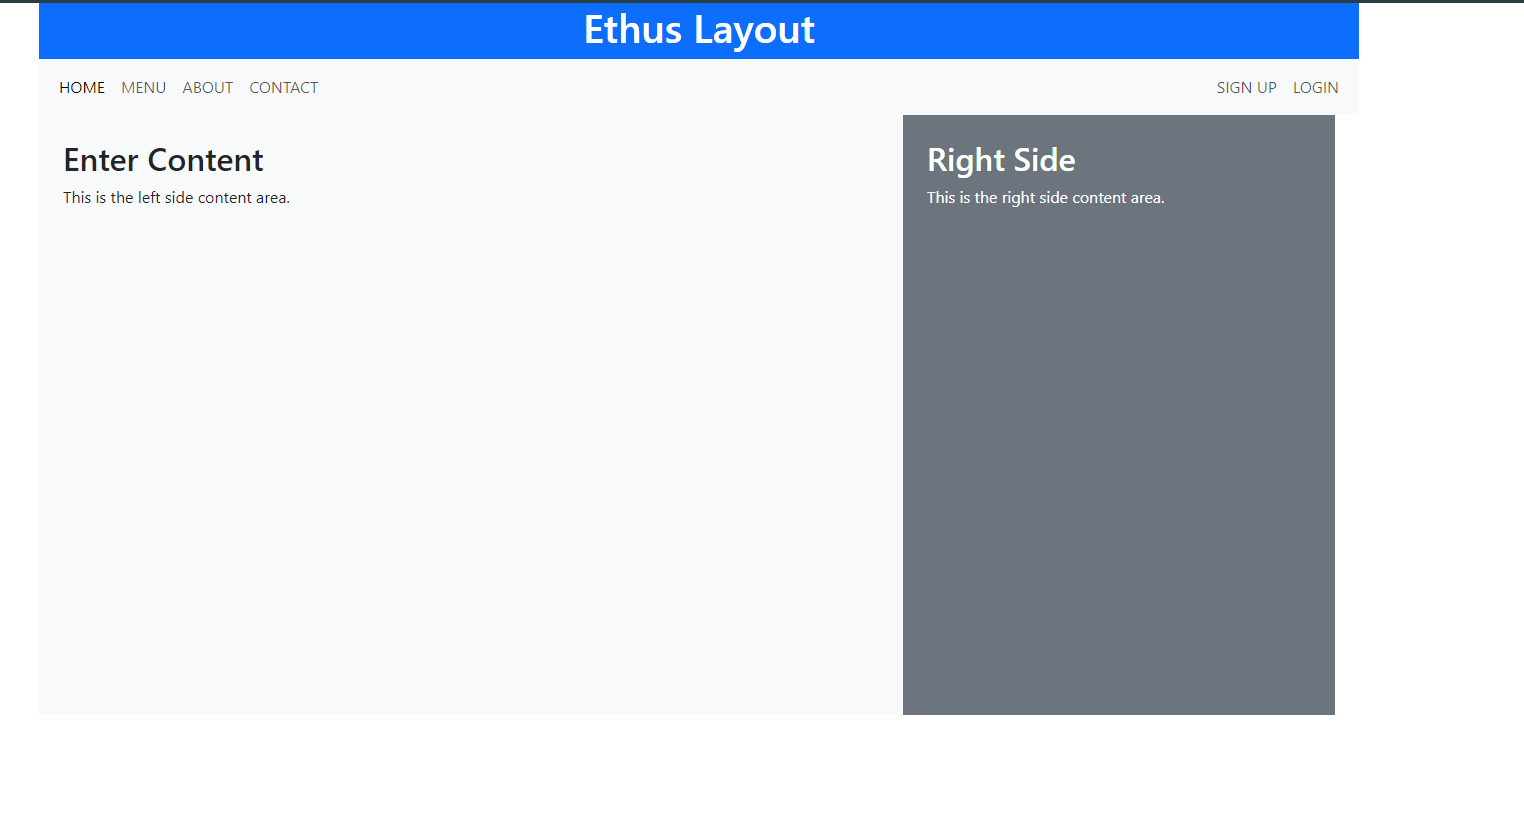 Ethus Layout
HOME MENU ABOUT CONTACT SIGN UP LOGIN
Enter Content
This is the left side content area.
Right Side
This is the right side content area.